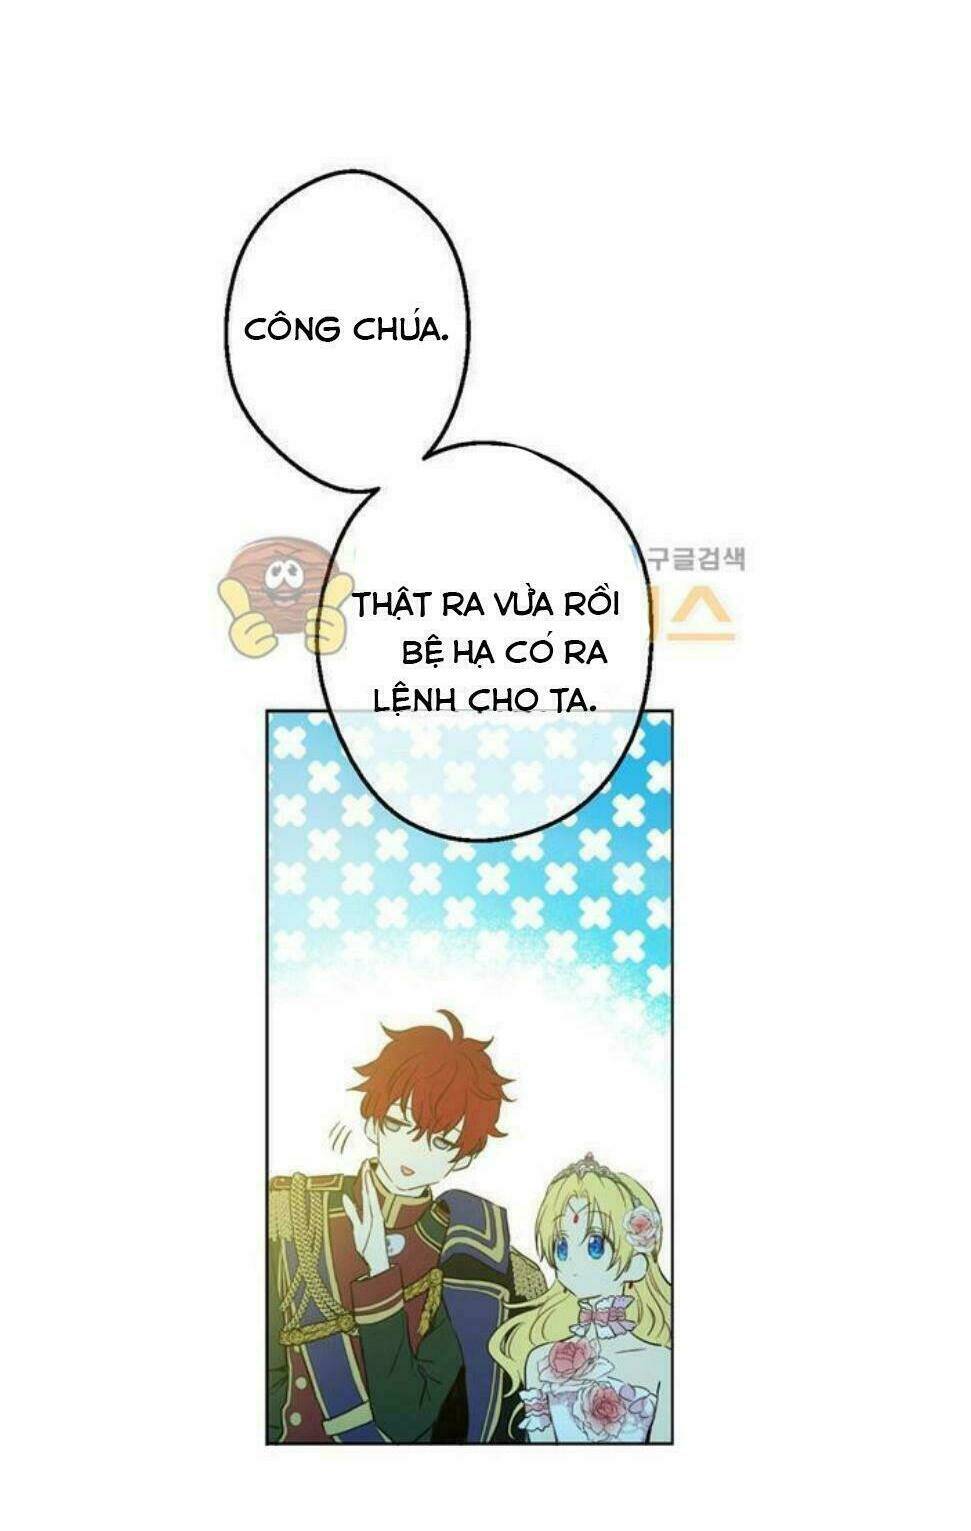 CÔNG CHÚA.
구글검색
THẬT RA VỪA RỒI
BỆ HẠ CÓ RA
LỆNH CHO TA.